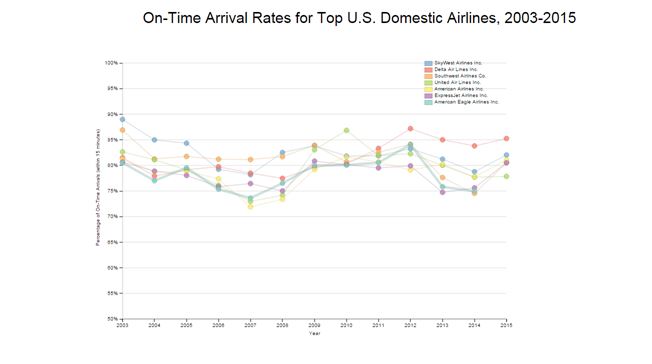 On-Time Arrival Rates for Top U.S. Domestic Airlines, 2003-2015
SkyWest Airlines Inc.
Delta Air Lines Inc.
Southwest Airlines Co.
United Air Lines Inc.
American Airlines Inc.
ExpressJet Airlines Inc.
American Eagle Airlines Inc.
Percentage of On-Time Arrivals (within 15 minutes)
100%
95%
90%
85%
80%
75%
70%
65%
60%
55%
50%
2003 2004 2005 2006 2007 2008 2009 2010 2011 2012 2013 2014 2015
Year